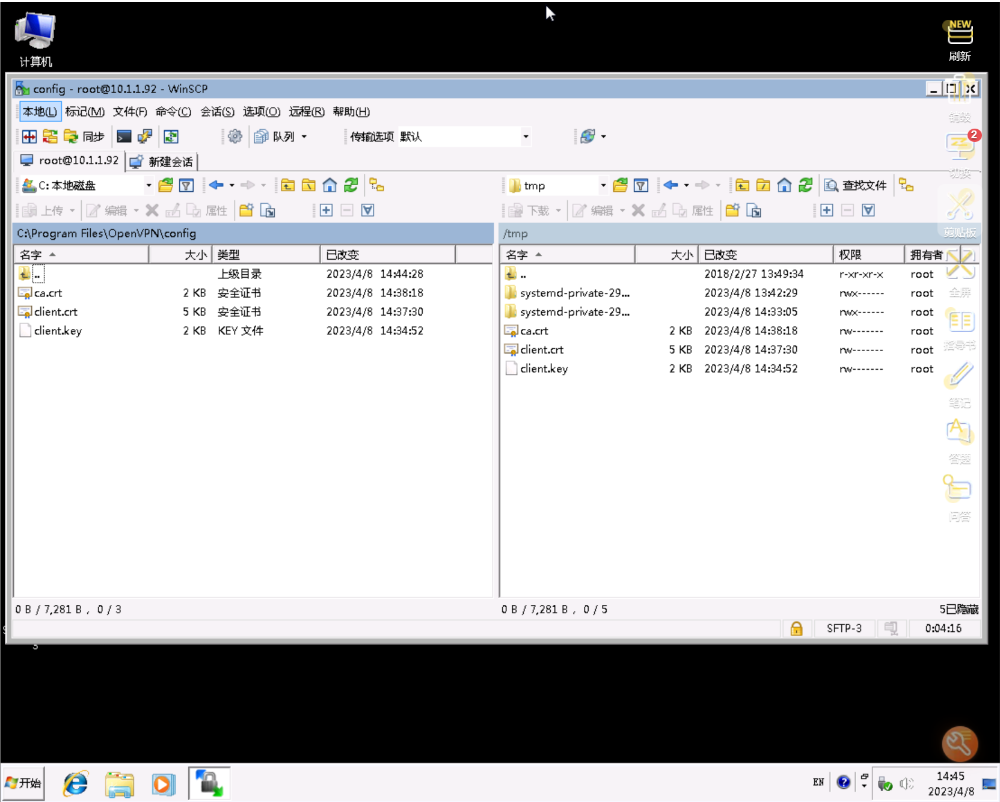 计算机
NEW
刷新
config - root@10.1.1.92 - WinSCP
销毁
本地(L) 标记(M) 文件(F) 命令(C) 会话(S) 选项(O) 远程(R) 帮助(H)
同步 队列 传输选项 默认
2
root@10.1.1.92 新建会话
切换
C: 本地磁盘 tmp 查找文件
上传 编辑 属性 下载 编辑 属性
剪贴板
C:\Program Files\OpenVPN\config /tmp
名字 大小 类型 已改变 名字 大小 已改变 权限 拥有者
.. 上级目录 2023/4/8 14:44:28 .. 2018/2/27 13:49:34 r-xr-xr-x root
ca.crt 2 KB 安全证书 2023/4/8 14:38:18 systemd-private-29... 2023/4/8 13:42:29 rwx------ root
全屏
client.crt 5 KB 安全证书 2023/4/8 14:37:30 systemd-private-29... 2023/4/8 14:33:05 rwx------ root
client.key 2 KB KEY 文件 2023/4/8 14:34:52 ca.crt 2 KB 2023/4/8 14:38:18 rw------- root
指导书
client.crt 5 KB 2023/4/8 14:37:30 rw------- root
client.key 2 KB 2023/4/8 14:34:52 rw------- root
笔记
答题
问答
0 B / 7,281 B , 0 / 3 0 B / 7,281 B , 0 / 5 5已隐藏
SFTP-3 0:04:16
开始 EN 14:45
2023/4/8